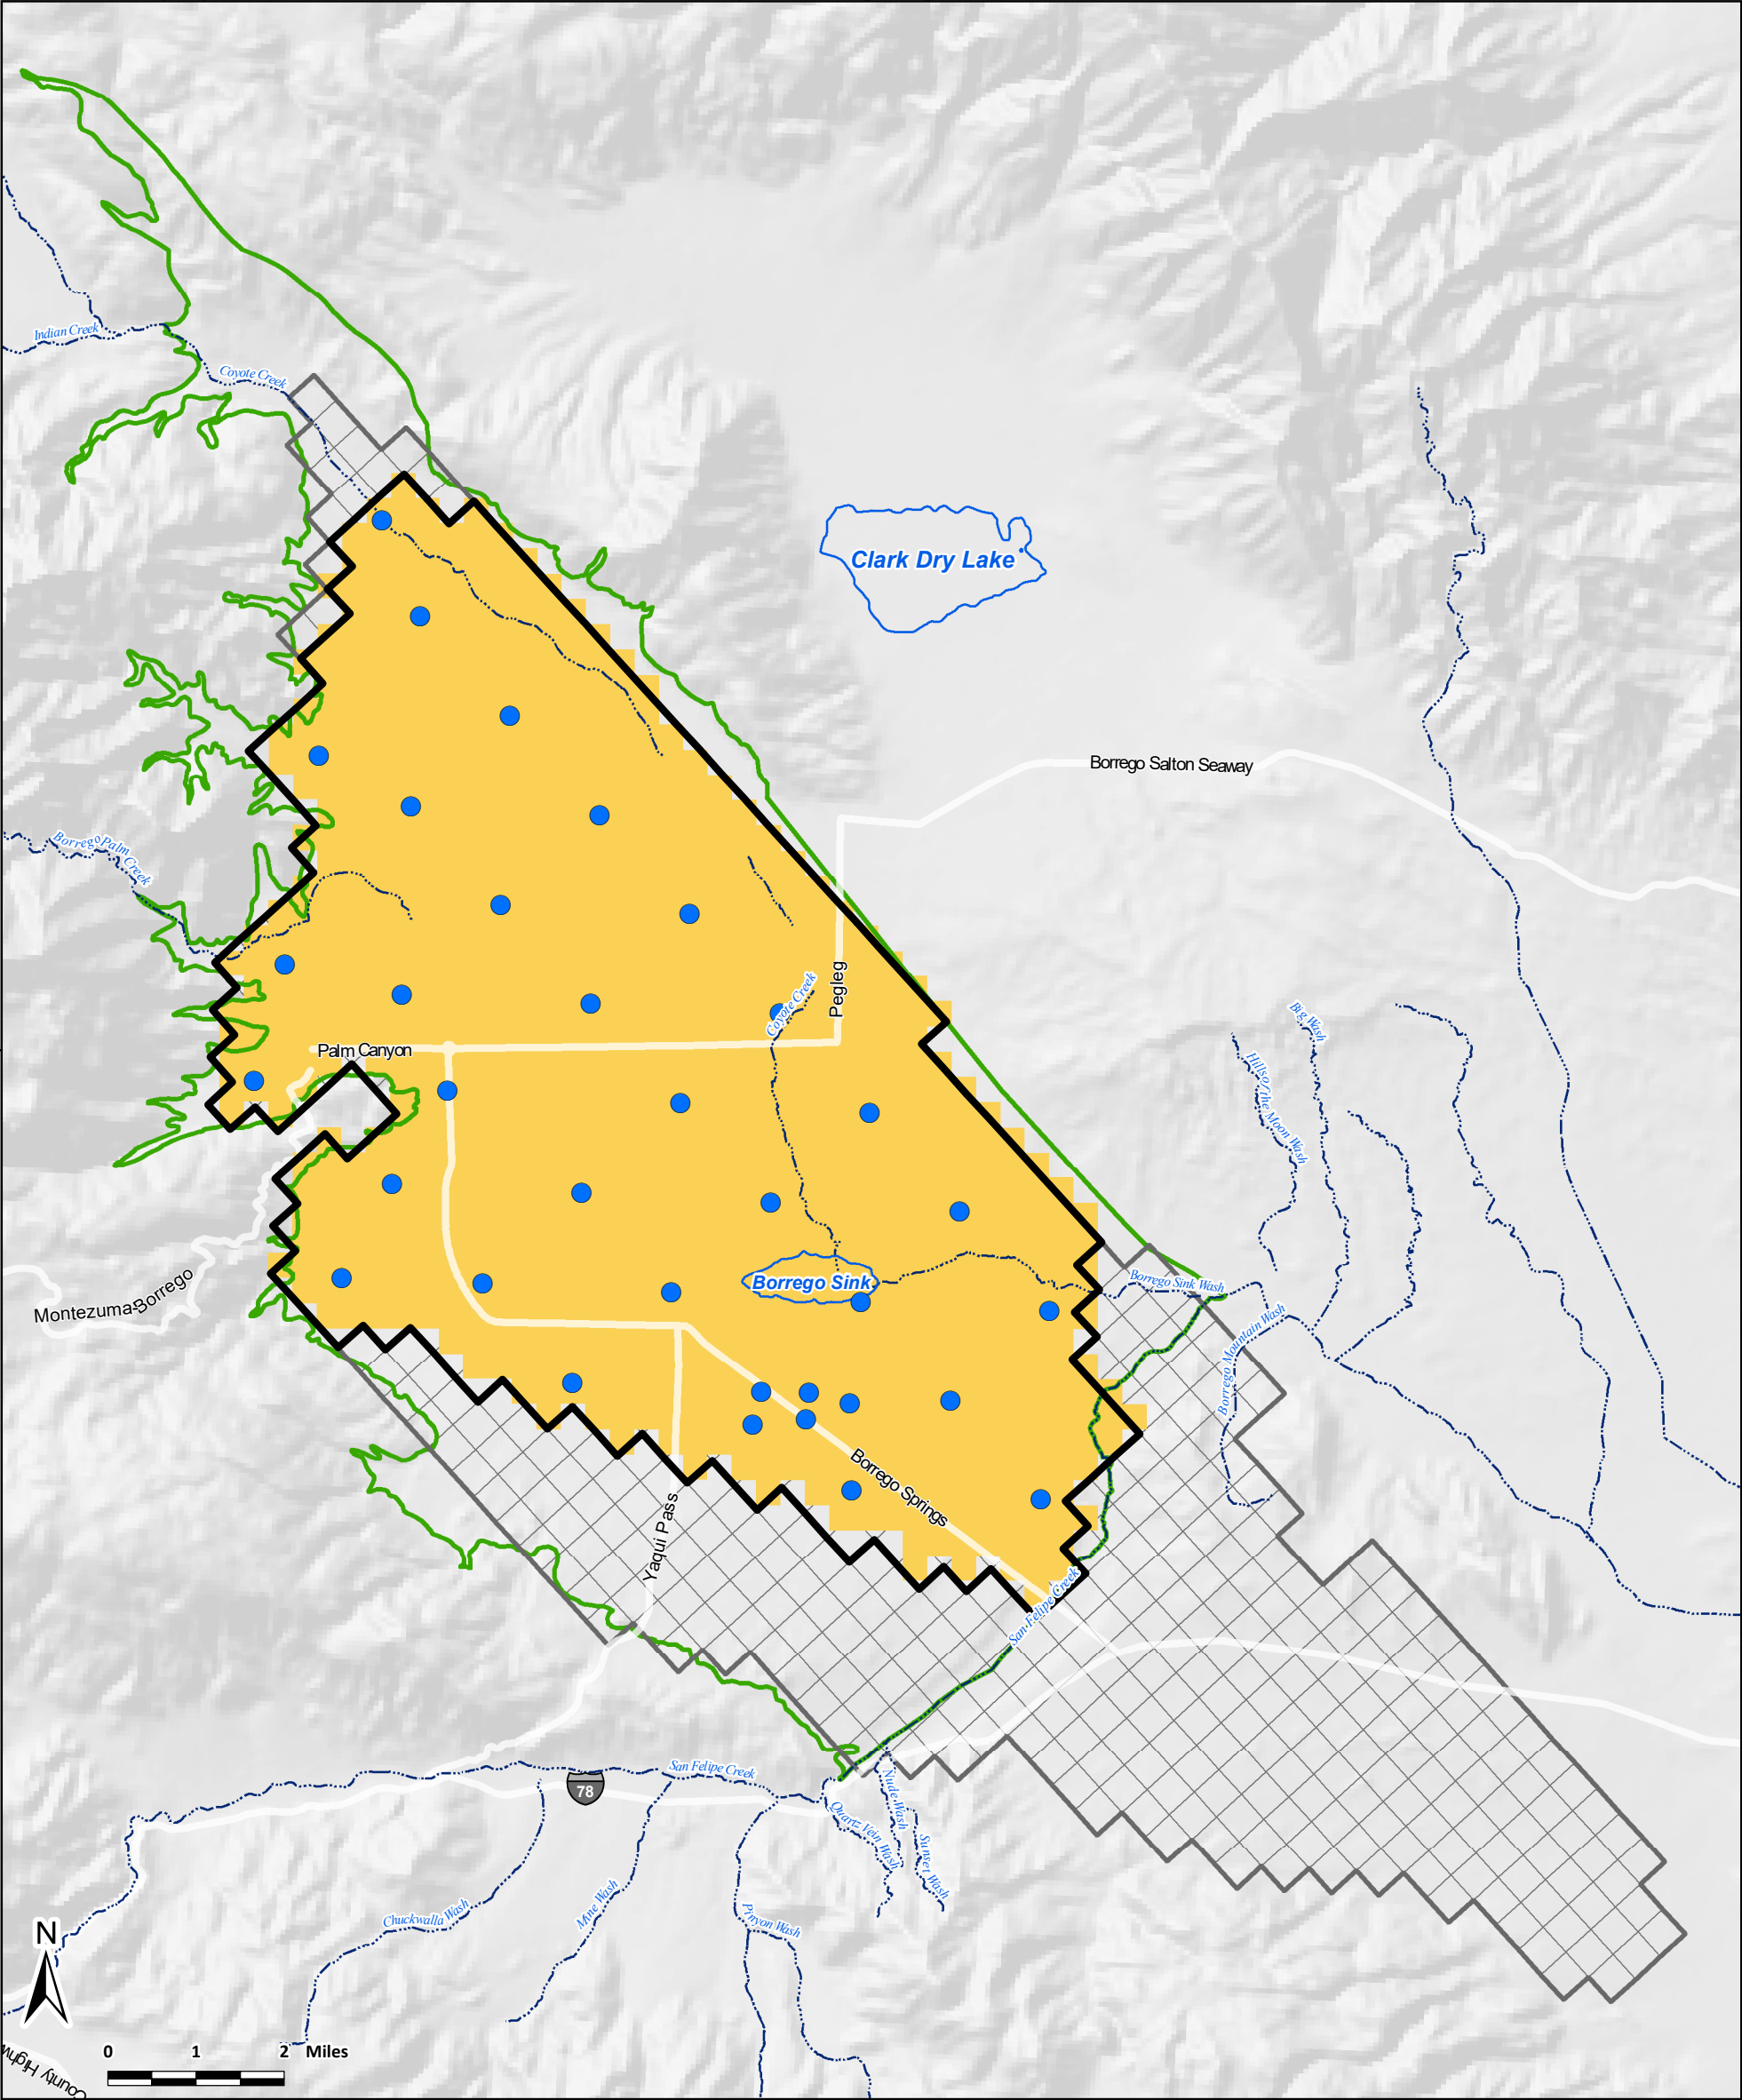 Indian Creek
Coyote Creek
Clark Dry Lake
Borrego Salton Seaway
Borrego Palm Creek
Pegleg
Coyote Creek
Big Wash
Palm Canyon
Hills of the Moon Wash
Borrego Sink
Borrego Sink Wash
Montezuma-Borrego
Borrego Mountain Wash
Borrego Springs
Yaqui Pass
San Felipe Creek
San Felipe Creek
78
Nude Wash
Quartz Vein Wash
Sunset Wash
Chuckwalla Wash
Mine Wash
Pinyon Wash
N
0 1 2 Miles
County Highw